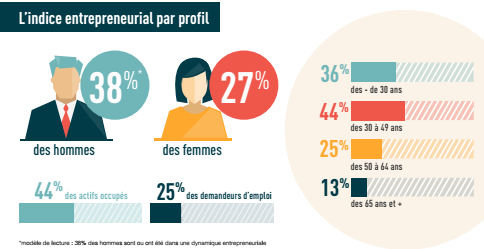 L'indice entrepreneurial par profil
38%*
des hommes
27%
des femmes
44% des actifs occupés
25% des demandeurs d'emploi
36%
des - de 30 ans
44%
des 30 à 49 ans
25%
des 50 à 64 ans
13%
des 65 ans et +
*modèle de lecture : 38% des hommes sont ou ont été dans une dynamique entrepreneuriale